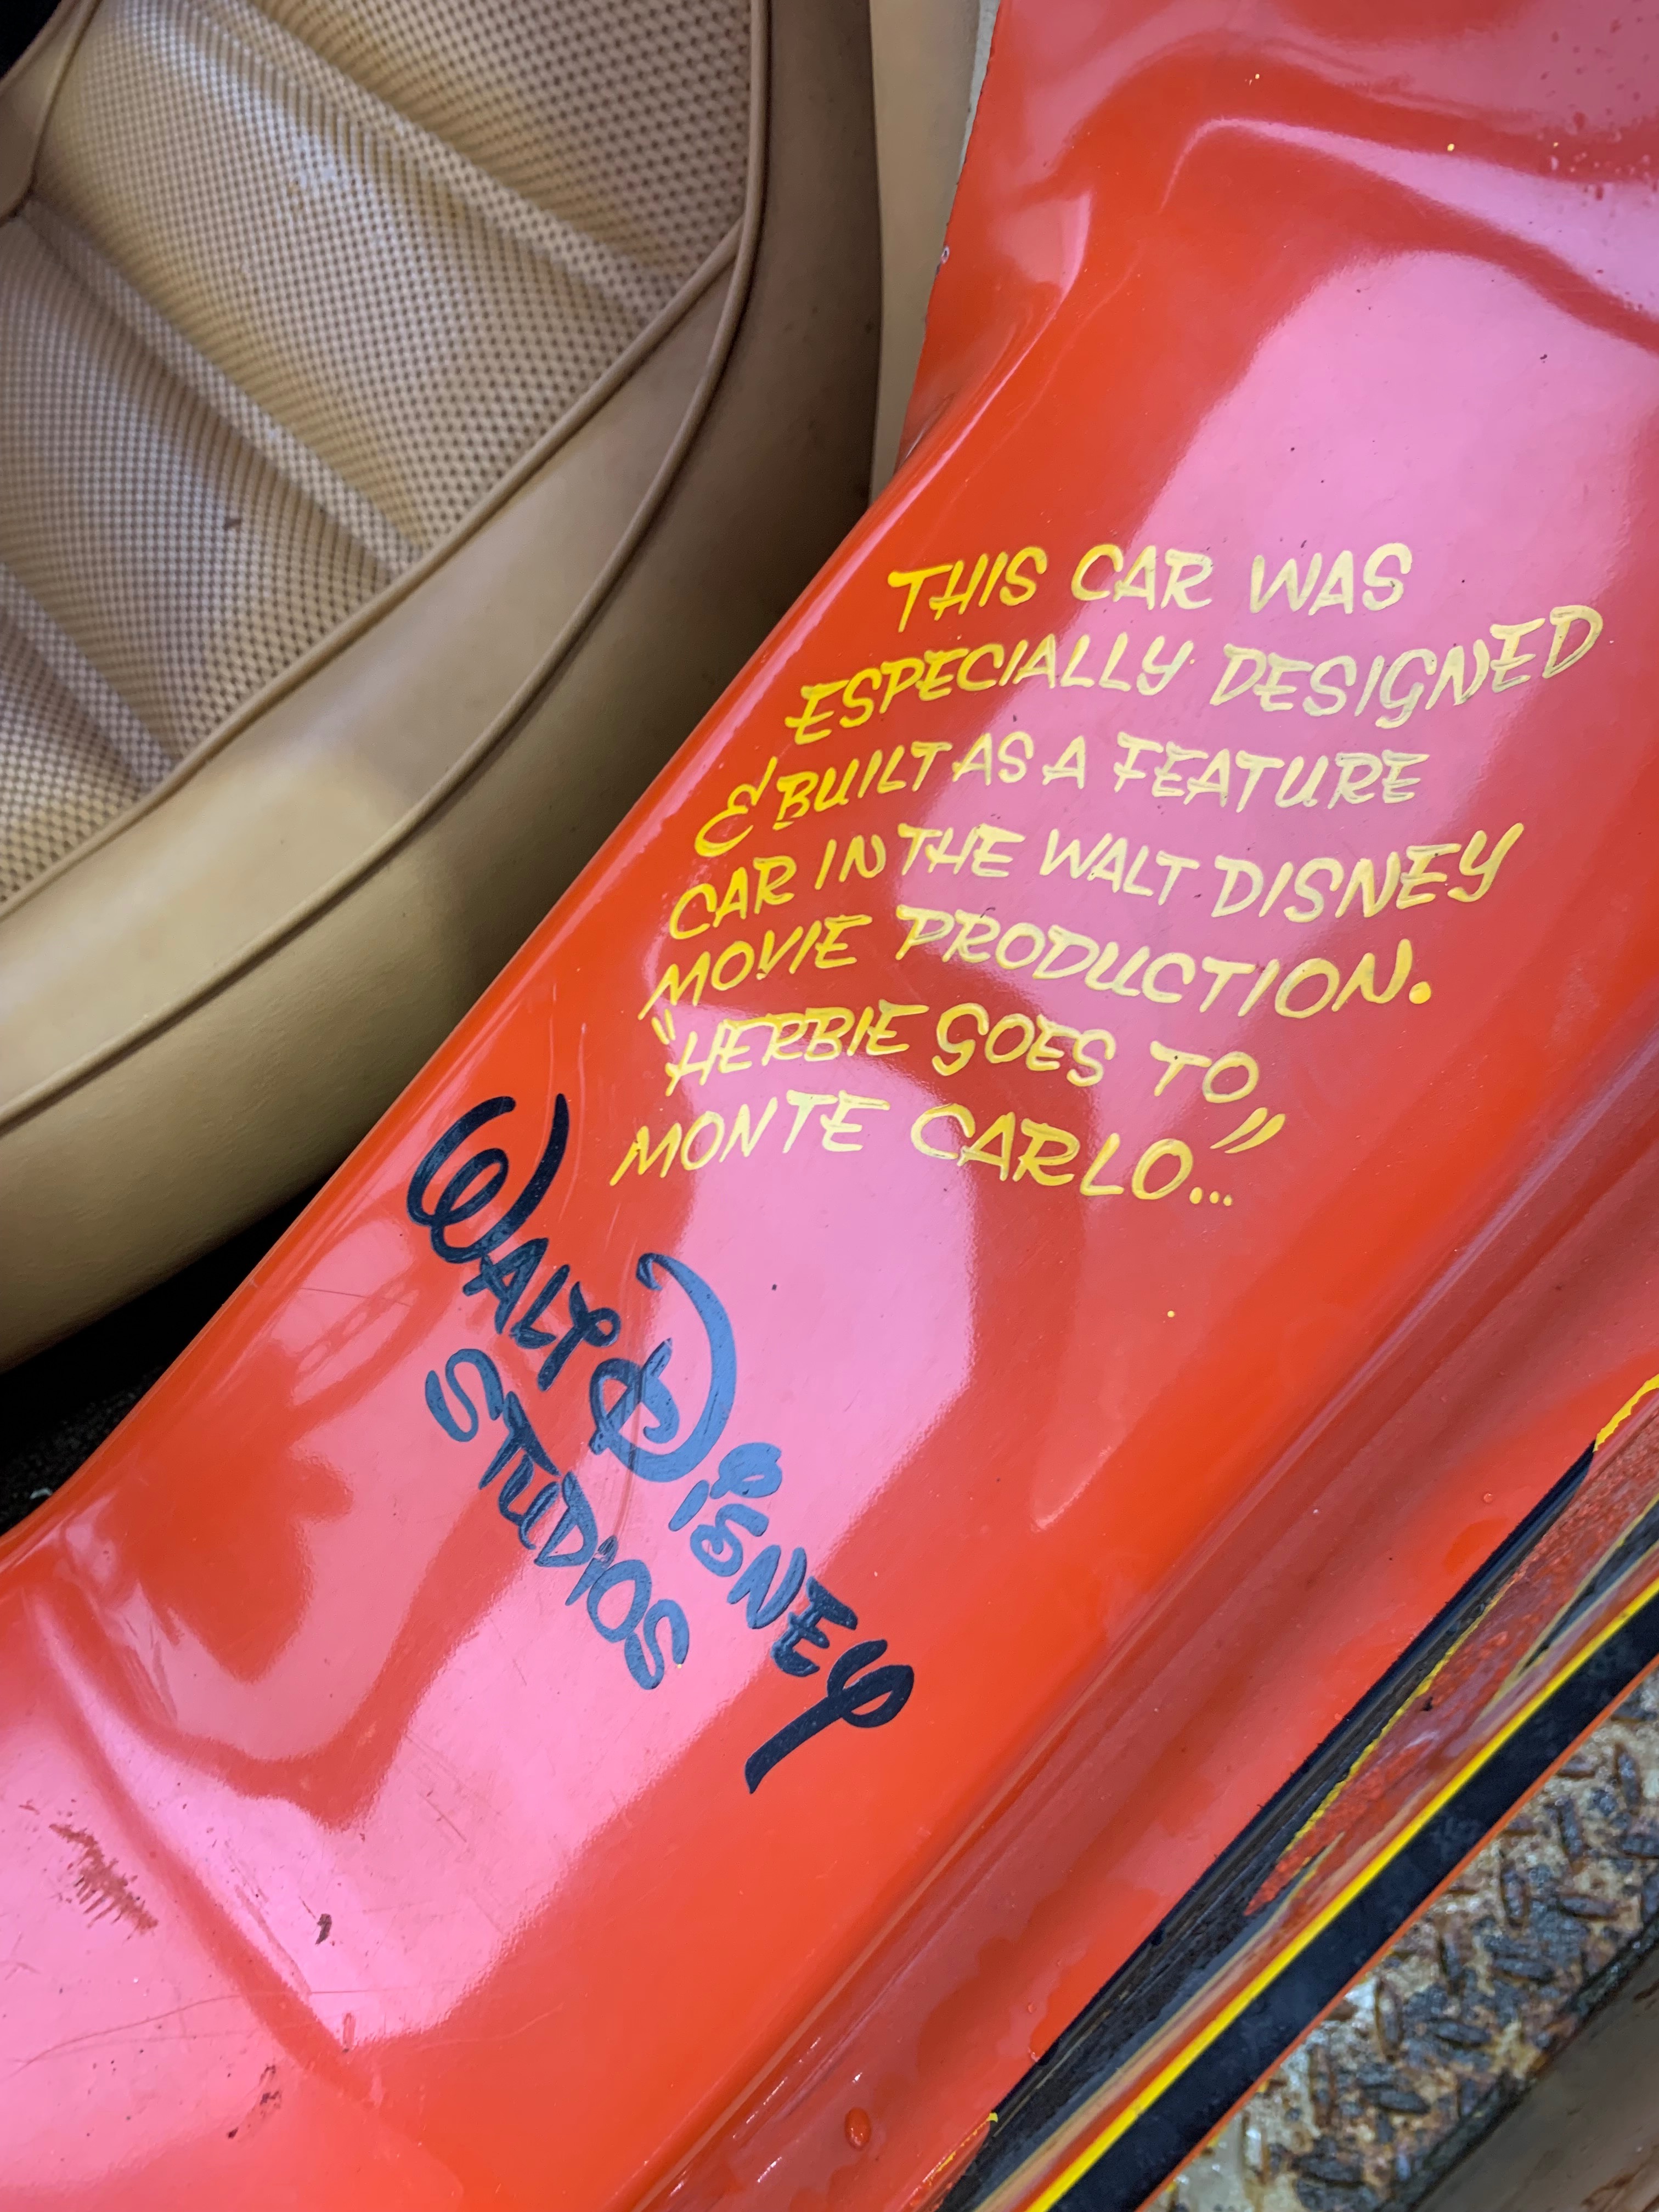 THIS CAR WAS
ESPECIALLY DESIGNED
& BUILT AS A FEATURE
CAR IN THE WALT DISNEY
MOVIE PRODUCTION.
"HERBIE GOES TO
MONTE CARLO..."
WALT DISNEY
STUDIOS